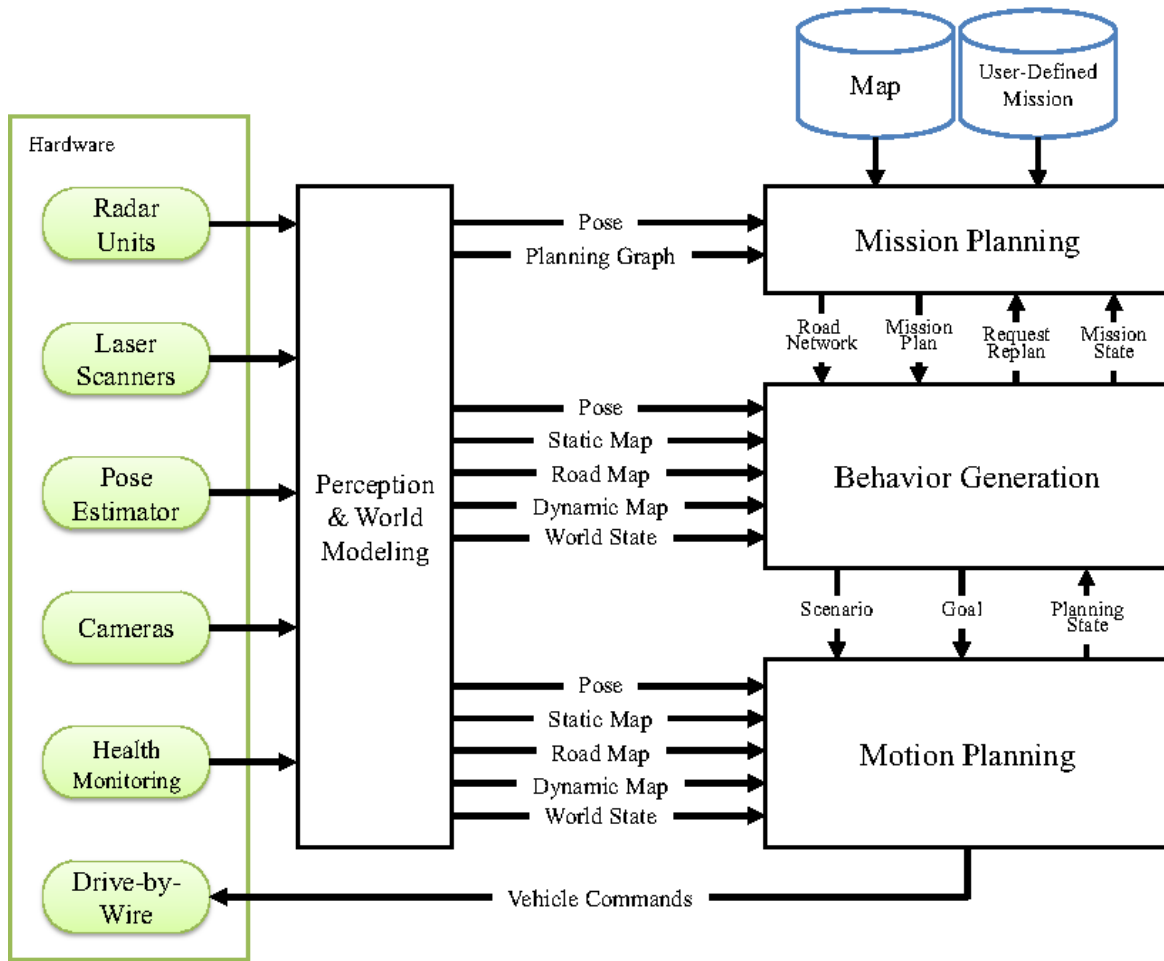 Map
User-Defined
Mission
Hardware
Radar
Units
Laser
Scanners
Pose
Estimator
Cameras
Health
Monitoring
Drive-by-
Wire
Perception
& World
Modeling
Pose
Planning Graph
Mission Planning
Road
Network
Mission
Plan
Request
Replan
Mission
State
Pose
Static Map
Road Map
Dynamic Map
World State
Behavior Generation
Scenario
Goal
Planning
State
Pose
Static Map
Road Map
Dynamic Map
World State
Motion Planning
Vehicle Commands